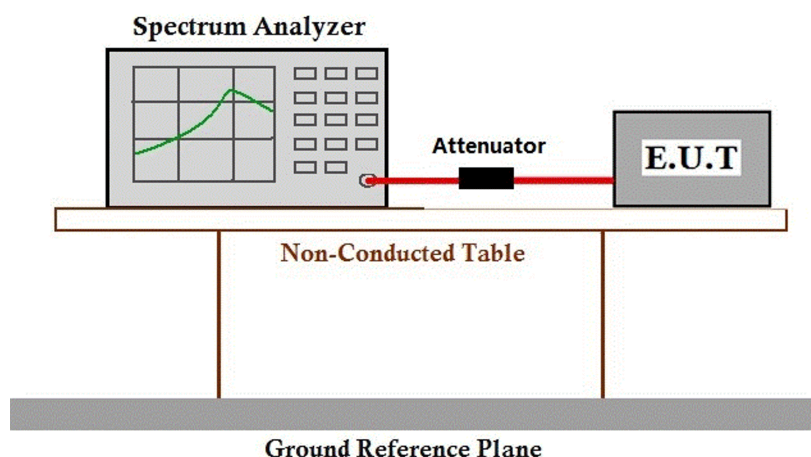 Spectrum Analyzer
Attenuator
E.U.T
Non-Conducted Table
Ground Reference Plane